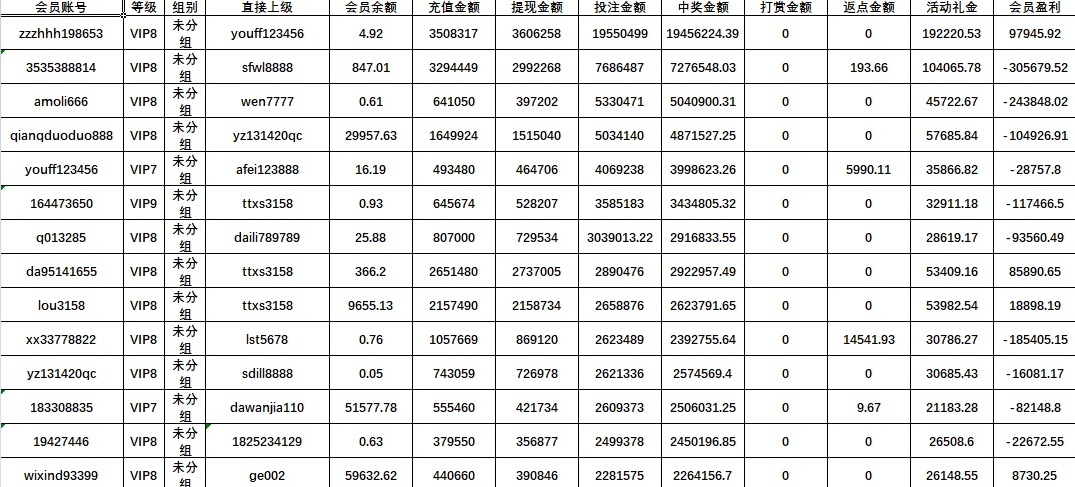 会员账号 等级 组别 直接上级 会员余额 充值金额 提现金额 投注金额 中奖金额 打赏金额 返点金额 活动礼金 会员盈利
zzzhhh198653 VIP8 未分组 youff123456 4.92 3508317 3606258 19550499 19456224.39 0 0 192220.53 97945.92
3535388814 VIP8 未分组 sfwl8888 847.01 3294449 2992268 7686487 7276548.03 0 193.66 104065.78 -305679.52
amoli666 VIP8 未分组 wen7777 0.61 641050 397202 5330471 5040900.31 0 0 45722.67 -243848.02
qianqduoduo888 VIP8 未分组 yz131420qc 29957.63 1649924 1515040 5034140 4871527.25 0 0 57685.84 -104926.91
youff123456 VIP7 未分组 afei123888 16.19 493480 464706 4069238 3998623.26 0 5990.11 35866.82 -28757.8
164473650 VIP9 未分组 ttxs3158 0.93 645674 528207 3585183 3434805.32 0 0 32911.18 -117466.5
q013285 VIP8 未分组 daili789789 25.88 807000 729534 3039013.22 2916833.55 0 0 28619.17 -93560.49
da95141655 VIP8 未分组 ttxs3158 366.2 2651480 2737005 2890476 2922957.49 0 0 53409.16 85890.65
lou3158 VIP8 未分组 ttxs3158 9655.13 2157490 2158734 2658876 2623791.65 0 0 53982.54 18898.19
xx33778822 VIP8 未分组 lst5678 0.76 1057669 869120 2623489 2392755.64 0 14541.93 30786.27 -185405.15
yz131420qc VIP8 未分组 sdill8888 0.05 743059 726978 2621336 2574569.4 0 0 30685.43 -16081.17
183308835 VIP7 未分组 dawanjia110 51577.78 555460 421734 2609373 2506031.25 0 9.67 21183.28 -82148.8
19427446 VIP8 未分组 1825234129 0.63 379550 356877 2499378 2450196.85 0 0 26508.6 -22672.55
wixind93399 VIP8 未分组 ge002 59632.62 440660 390846 2281575 2264156.7 0 0 26148.55 8730.25